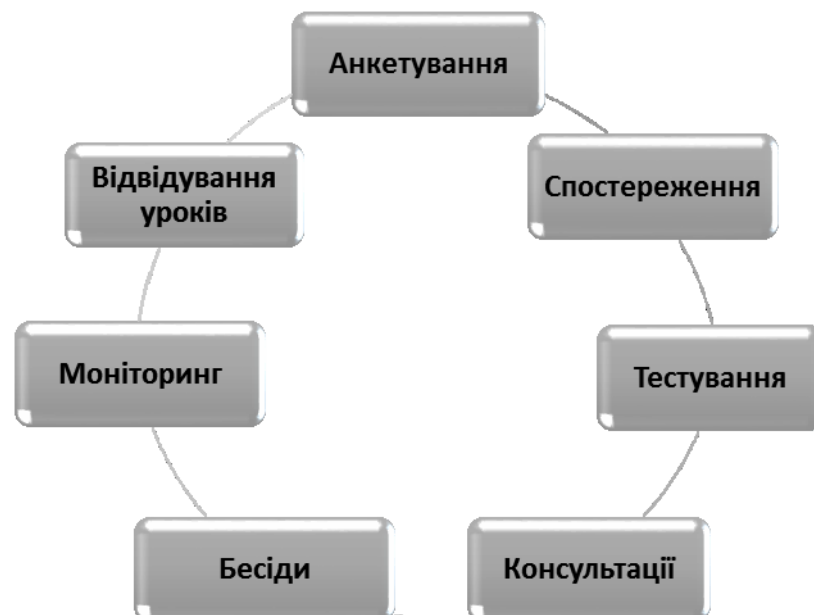 Анкетування
Відвідування
уроків
Спостереження
Моніторинг
Тестування
Бесіди
Консультації